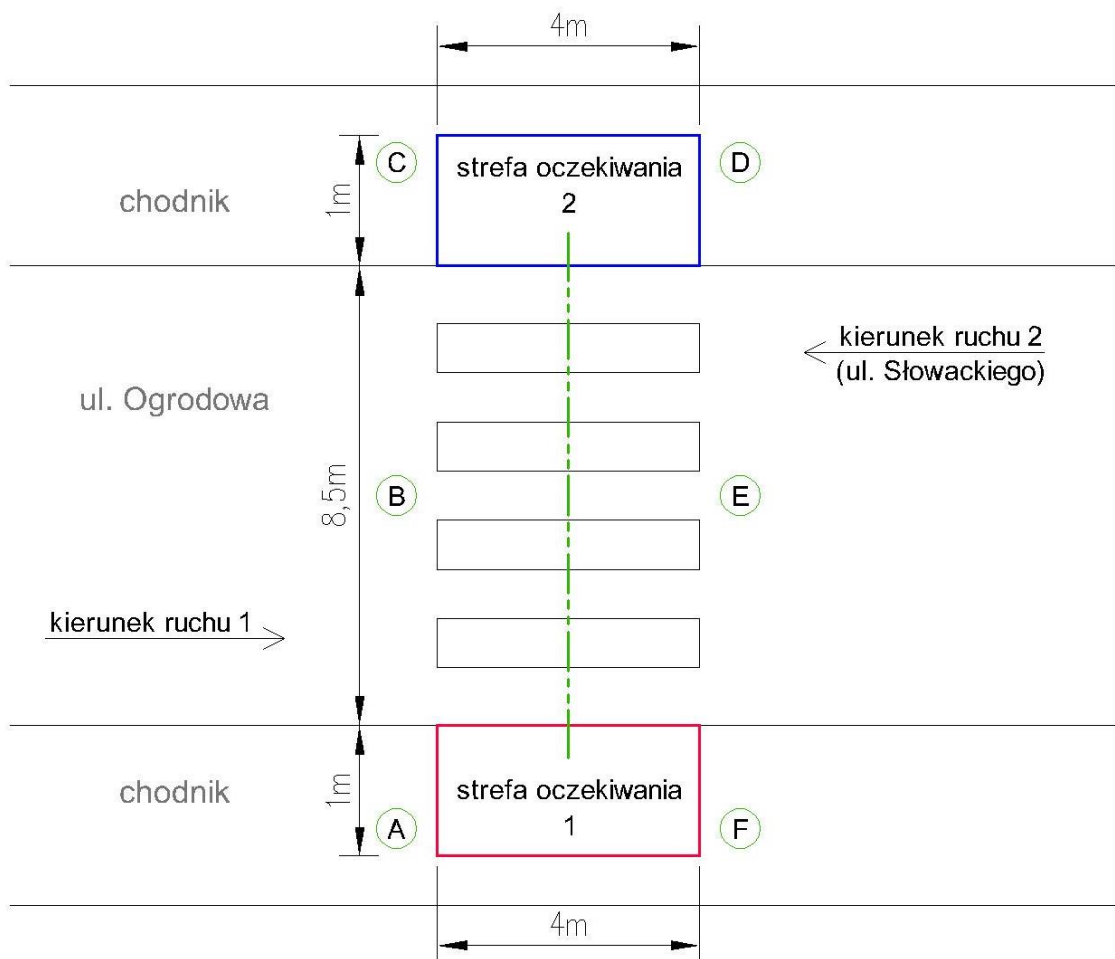 4m
C
D
strefa oczekiwania
2
1m
chodnik
kierunek ruchu 2
(ul. Słowackiego)
ul. Ogrodowa
8,5m
B
E
kierunek ruchu 1
chodnik
1m
strefa oczekiwania
1
A
F
4m